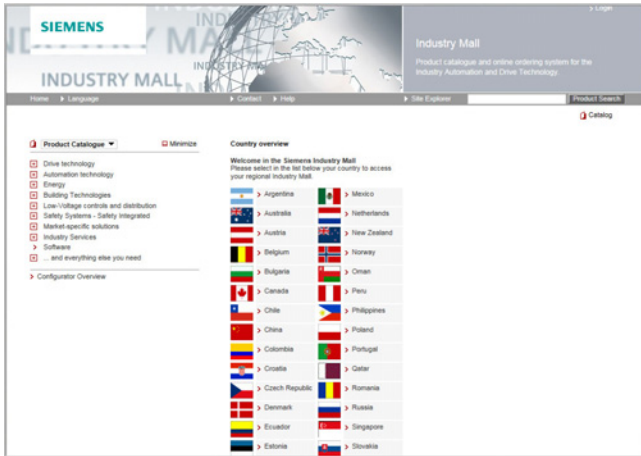 SIEMENS
INDUSTRY MALL
Industry Mall
Product catalogue and online ordering system for the
Industry Automation and Drive Technology.
Login
Home Language Contact Help Site Explorer Product Search
Catalog
Product Catalogue Minimize
Drive technology
Automation technology
Energy
Building Technologies
Low-Voltage controls and distribution
Safety Systems - Safety Integrated
Market-specific solutions
Industry Services
Software
... and everything else you need
Configurator Overview
Country overview
Welcome in the Siemens Industry Mall
Please select in the list below your country to access
your regional Industry Mall.
Argentina Mexico
Australia Netherlands
Austria New Zealand
Belgium Norway
Bulgaria Oman
Canada Peru
Chile Philippines
China Poland
Colombia Portugal
Croatia Qatar
Czech Republic Romania
Denmark Russia
Ecuador Singapore
Estonia Slovakia